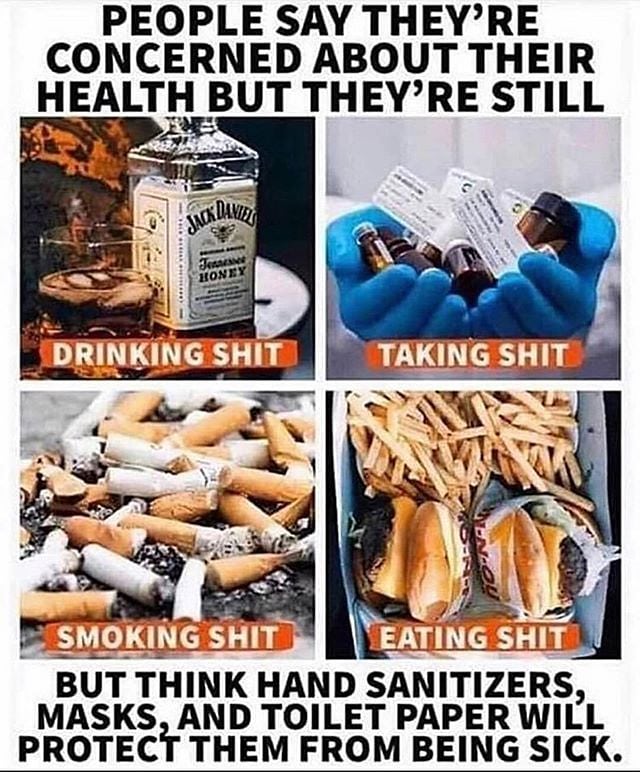 PEOPLE SAY THEY'RE
CONCERNED ABOUT THEIR
HEALTH BUT THEY'RE STILL
JACK DANIEL'S
Tennessee
HONEY
DRINKING SHIT
TAKING SHIT
SMOKING SHIT
EATING SHIT
BUT THINK HAND SANITIZERS,
MASKS, AND TOILET PAPER WILL
PROTECT THEM FROM BEING SICK.